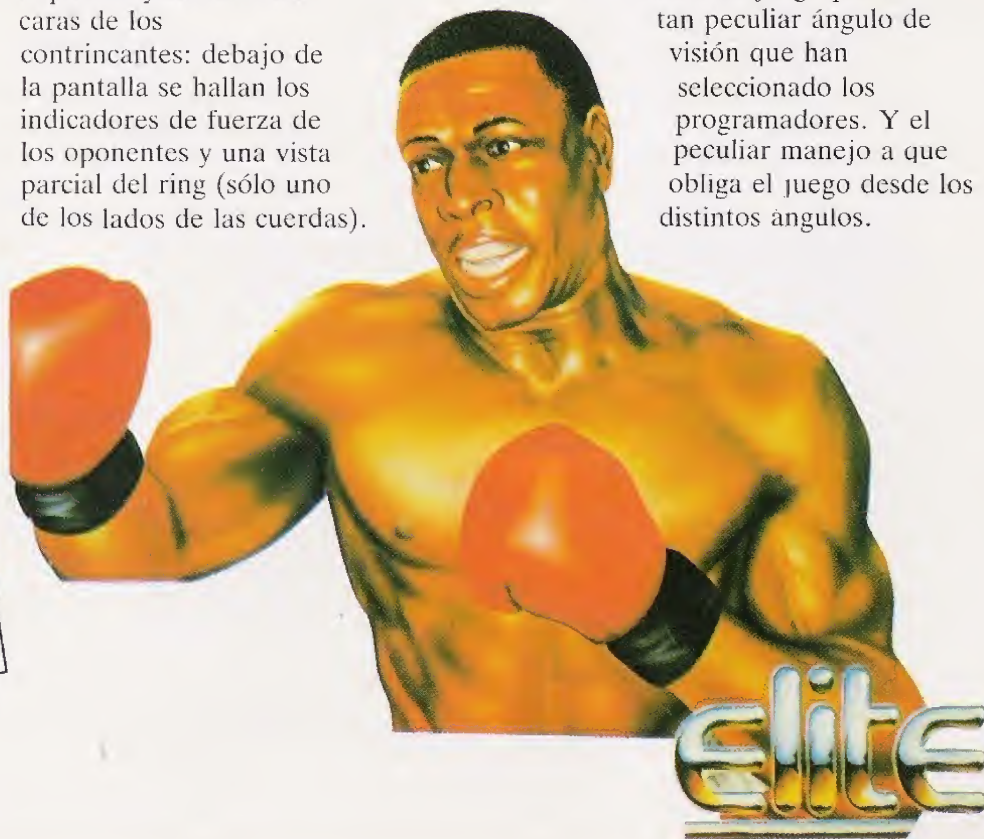 caras de los
contrincantes: debajo de
la pantalla se hallan los
indicadores de fuerza de
los oponentes y una vista
parcial del ring (sólo uno
de los lados de las cuerdas).
tan peculiar ángulo de
visión que han
seleccionado los
programadores. Y el
peculiar manejo a que
obliga el juego desde los
distintos ángulos.
elite